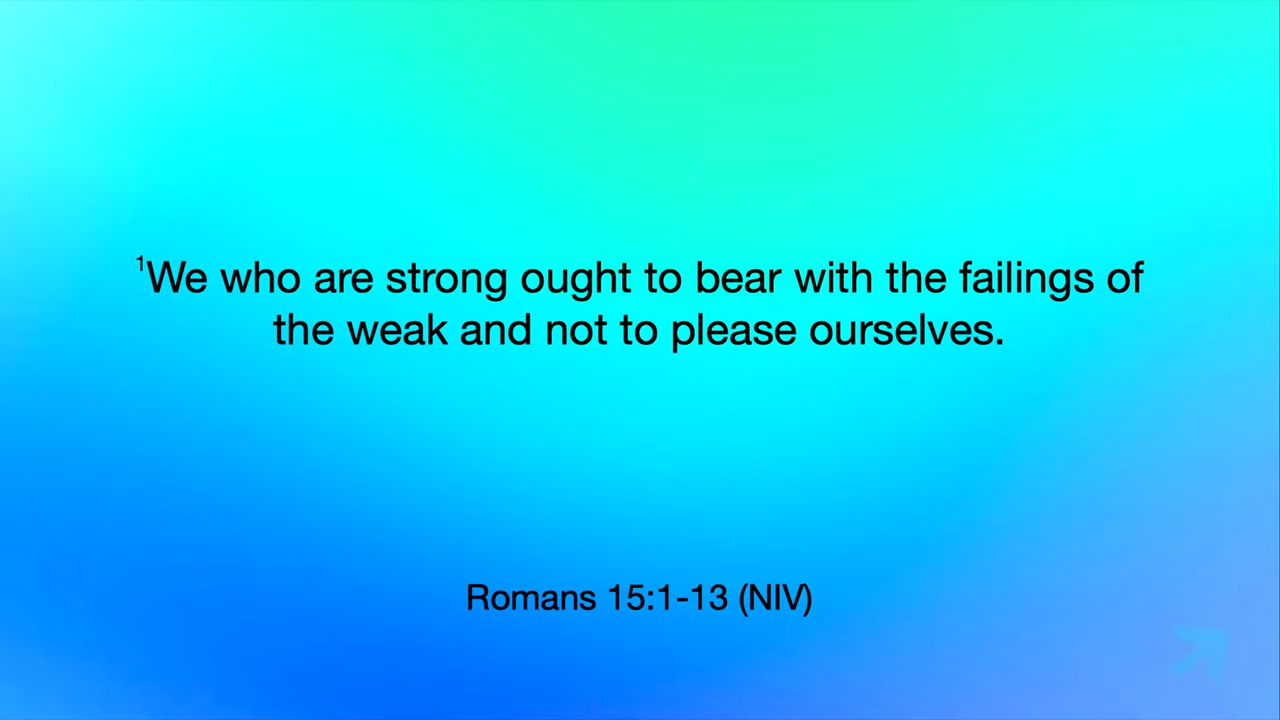 ¹We who are strong ought to bear with the failings of
the weak and not to please ourselves.
Romans 15:1-13 (NIV)